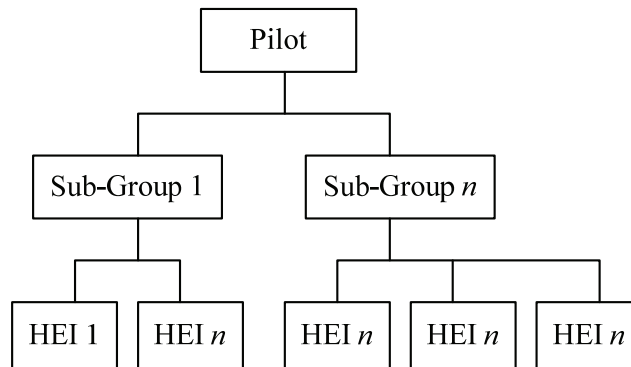 Pilot
Sub-Group 1
Sub-Group n
HEI 1
HEI n
HEI n
HEI n
HEI n